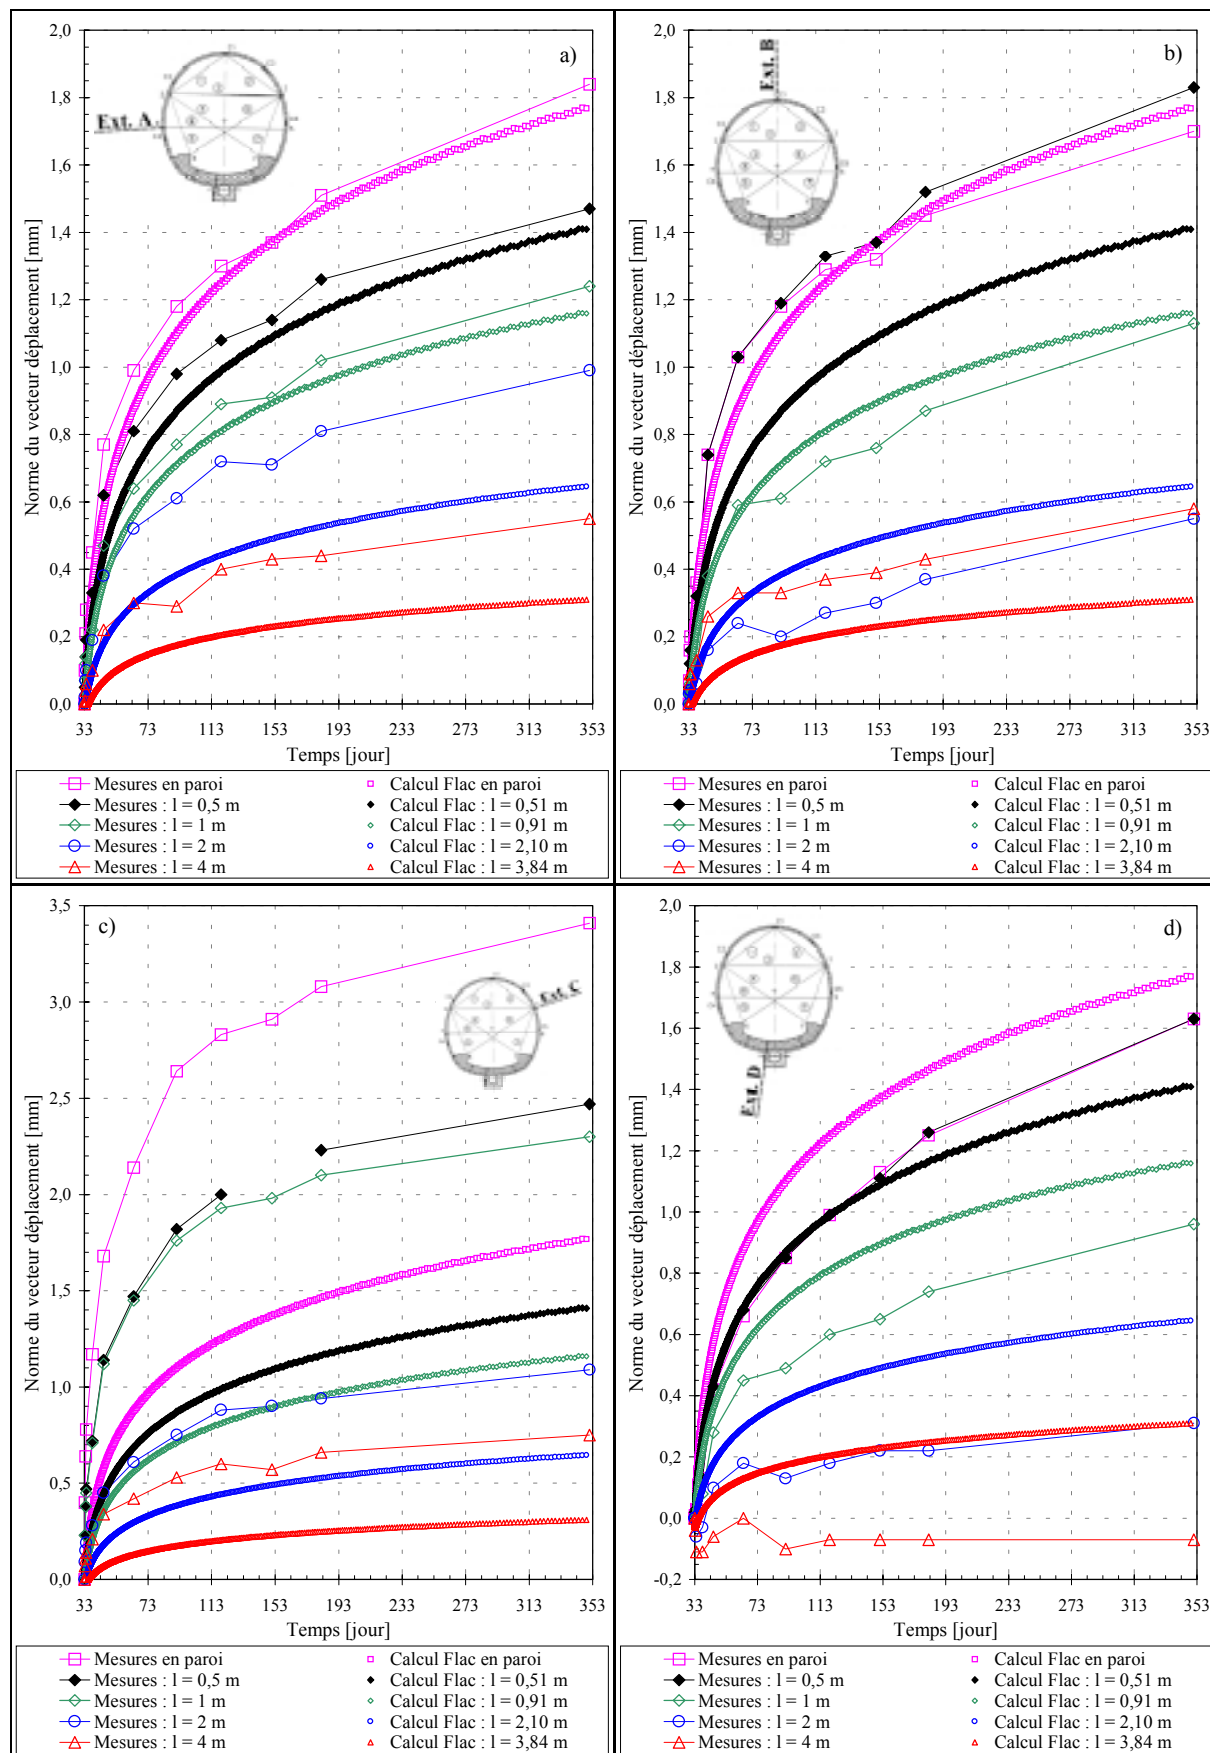 a)
Ext. A.
2,0
1,8
1,6
1,4
1,2
1,0
0,8
0,6
0,4
0,2
0,0
Norme du vecteur déplacement [mm]
33 73 113 153 193 233 273 313 353
Temps [jour]
Mesures en paroi Calcul Flac en paroi
Mesures : l = 0,5 m Calcul Flac : l = 0,51 m
Mesures : l = 1 m Calcul Flac : l = 0,91 m
Mesures : l = 2 m Calcul Flac : l = 2,10 m
Mesures : l = 4 m Calcul Flac : l = 3,84 m
b)
Ext. B
2,0
1,8
1,6
1,4
1,2
1,0
0,8
0,6
0,4
0,2
0,0
Norme du vecteur déplacement [mm]
33 73 113 153 193 233 273 313 353
Temps [jour]
Mesures en paroi Calcul Flac en paroi
Mesures : l = 0,5 m Calcul Flac : l = 0,51 m
Mesures : l = 1 m Calcul Flac : l = 0,91 m
Mesures : l = 2 m Calcul Flac : l = 2,10 m
Mesures : l = 4 m Calcul Flac : l = 3,84 m
c)
Ext. C
3,5
3,0
2,5
2,0
1,5
1,0
0,5
0,0
Norme du vecteur déplacement [mm]
33 73 113 153 193 233 273 313 353
Temps [jour]
Mesures en paroi Calcul Flac en paroi
Mesures : l = 0,5 m Calcul Flac : l = 0,51 m
Mesures : l = 1 m Calcul Flac : l = 0,91 m
Mesures : l = 2 m Calcul Flac : l = 2,10 m
Mesures : l = 4 m Calcul Flac : l = 3,84 m
d)
Ext. D
2,0
1,8
1,6
1,4
1,2
1,0
0,8
0,6
0,4
0,2
0,0
-0,2
Norme du vecteur déplacement [mm]
33 73 113 153 193 233 273 313 353
Temps [jour]
Mesures en paroi Calcul Flac en paroi
Mesures : l = 0,5 m Calcul Flac : l = 0,51 m
Mesures : l = 1 m Calcul Flac : l = 0,91 m
Mesures : l = 2 m Calcul Flac : l = 2,10 m
Mesures : l = 4 m Calcul Flac : l = 3,84 m